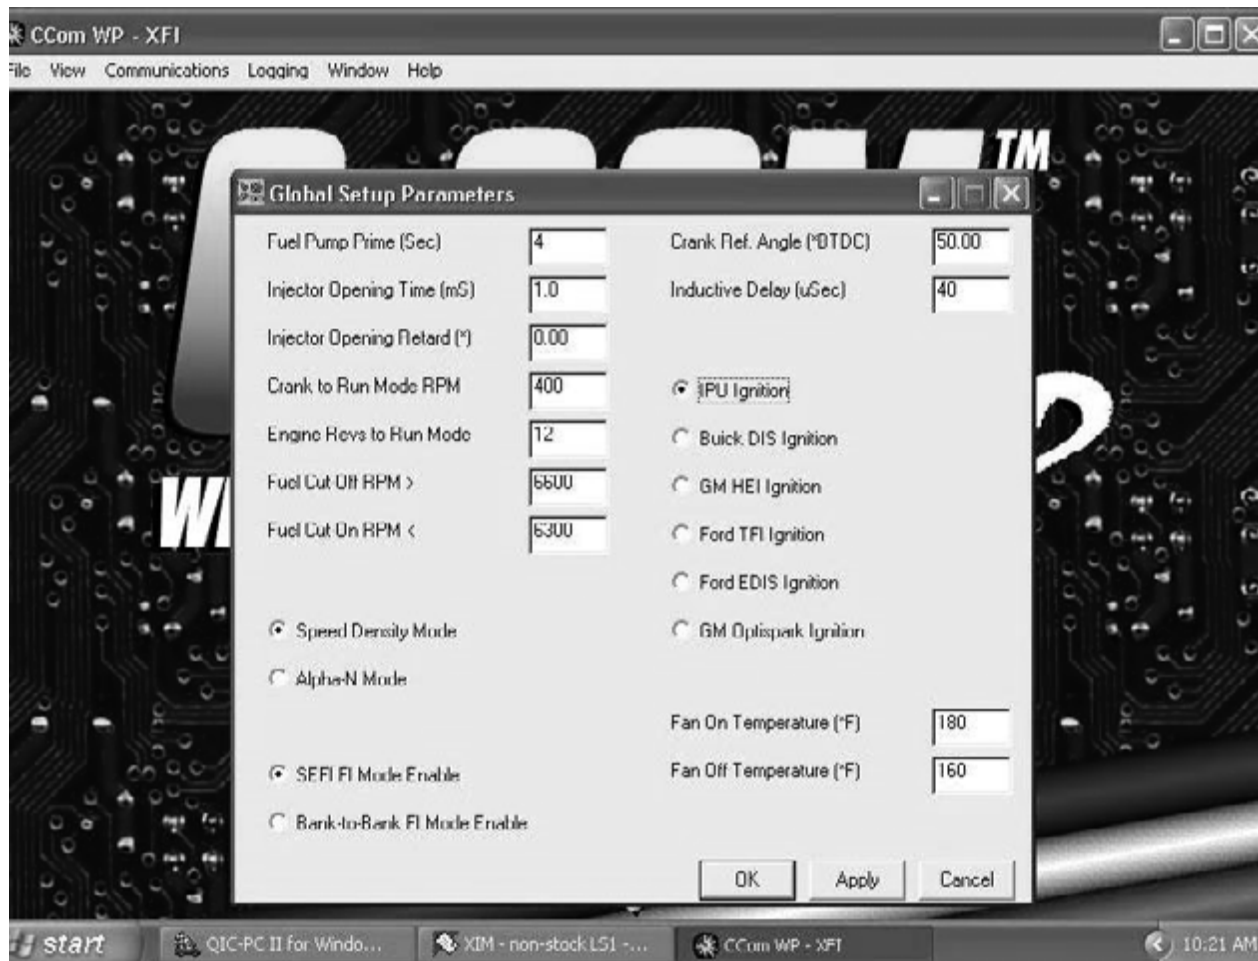 CCom WP - XFI
File View Communications Logging Window Help
TM
Global Setup Parameters
Fuel Pump Prime (Sec) 4 Crank Ref. Angle (°BTDC) 50.00
Injector Opening Time (mS) 1.0 Inductive Delay (uSec) 40
Injector Opening Retard (°) 0.00
Crank to Run Mode RPM 400 IPU Ignition
Engine Revs to Run Mode 12 Buick DIS Ignition
Fuel Cut-Off RPM > 6600 GM HEI Ignition
Fuel Cut-On RPM < 6300 Ford TFI Ignition
Ford EDIS Ignition
Speed Density Mode GM Optispark Ignition
Alpha-N Mode
Fan On Temperature (°F) 180
SEFI FI Mode Enable Fan Off Temperature (°F) 160
Bank-to-Bank FI Mode Enable
OK Apply Cancel
start QIC-PC II for Windo... XIM - non-stock LS1 -... CCom WP - XFI 10:21 AM